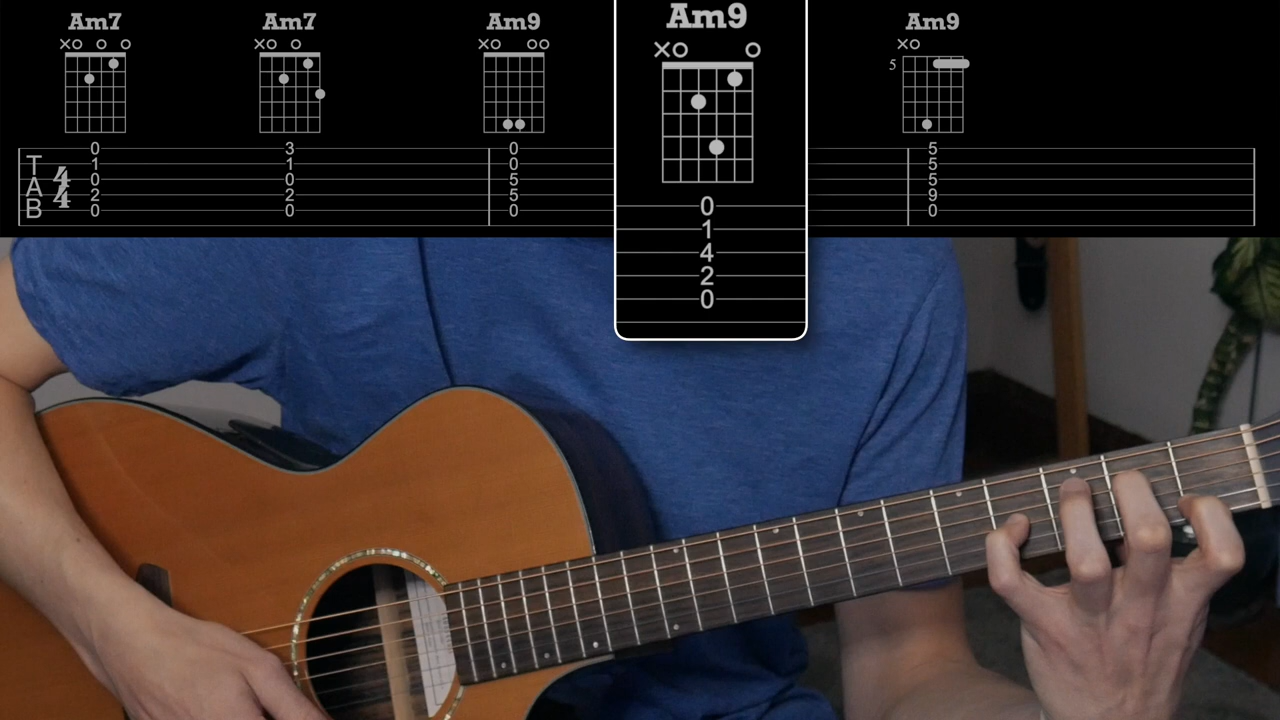 Am7 Am7 Am9 Am9 Am9
×○ ○ ○ ×○ ○ ×○ ○○ ×○ ○ ×○
5
T
A
B
4
4
0 3 0 0 5
1 1 0 1 5
0 0 5 4 5
2 2 5 2 9
0 0 0 0 0